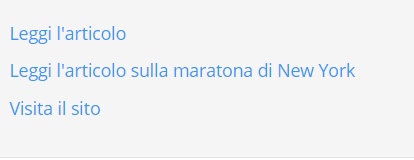 Leggi l'articolo
Leggi l'articolo sulla maratona di New York
Visita il sito